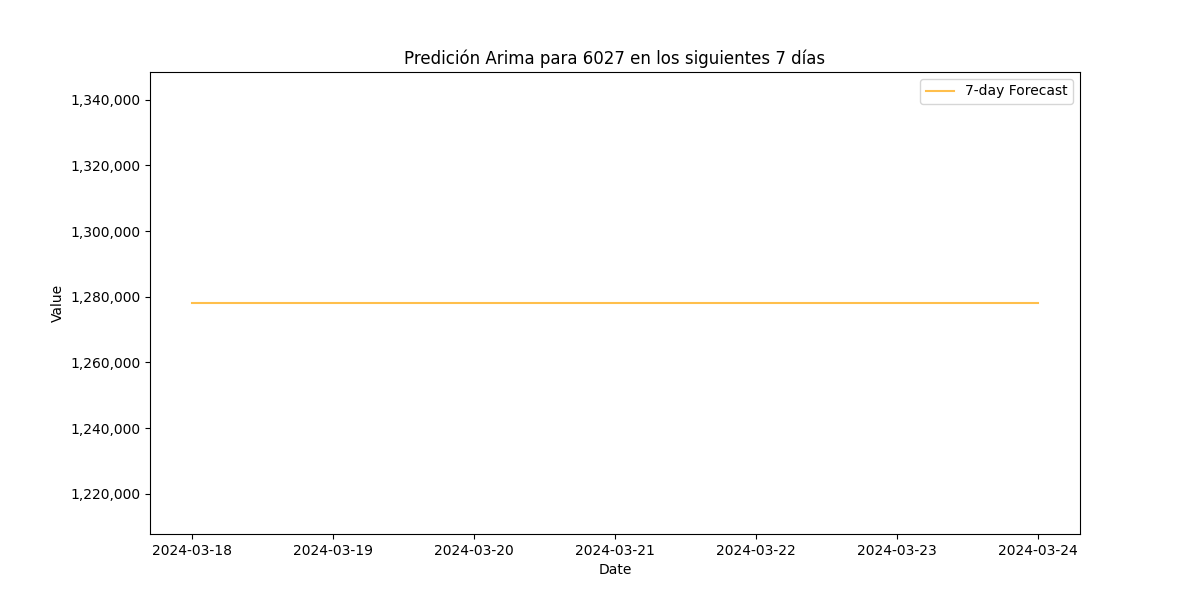 Predición Arima para 6027 en los siguientes 7 días
7-day Forecast
1,340,000
1,320,000
1,300,000
1,280,000
1,260,000
1,240,000
1,220,000
Value
2024-03-18 2024-03-19 2024-03-20 2024-03-21 2024-03-22 2024-03-23 2024-03-24
Date